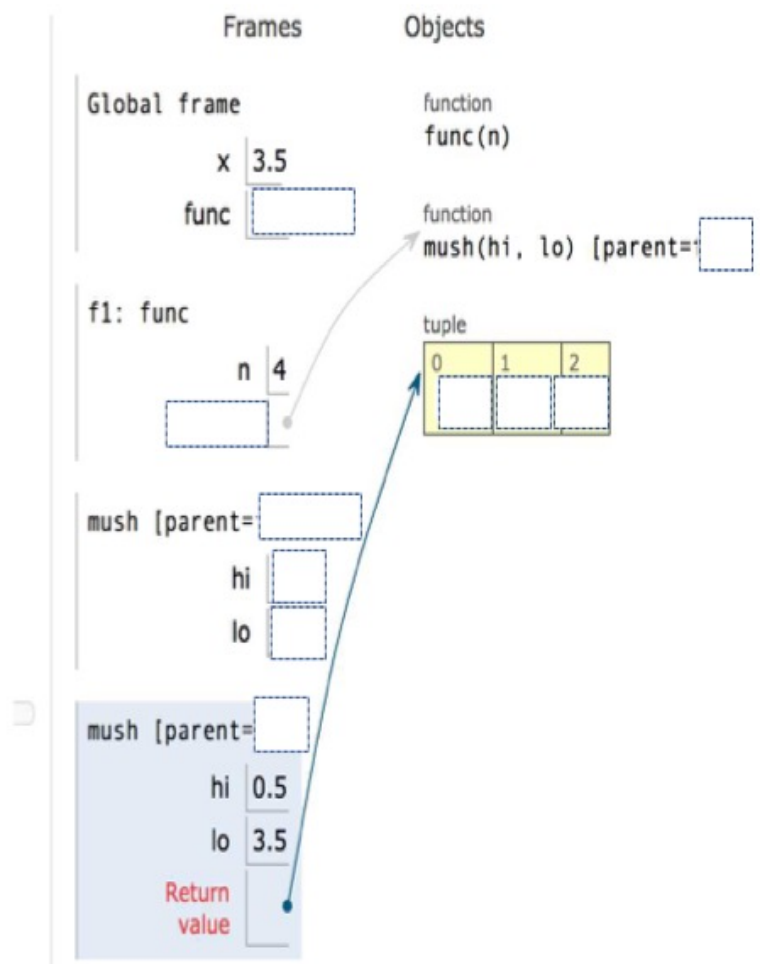 Frames Objects
Global frame
x 3.5
func
function
func(n)
function
mush(hi, lo) [parent=
f1: func
n 4
tuple
0 1 2
mush [parent=
hi
lo
mush [parent=
hi 0.5
lo 3.5
Return
value